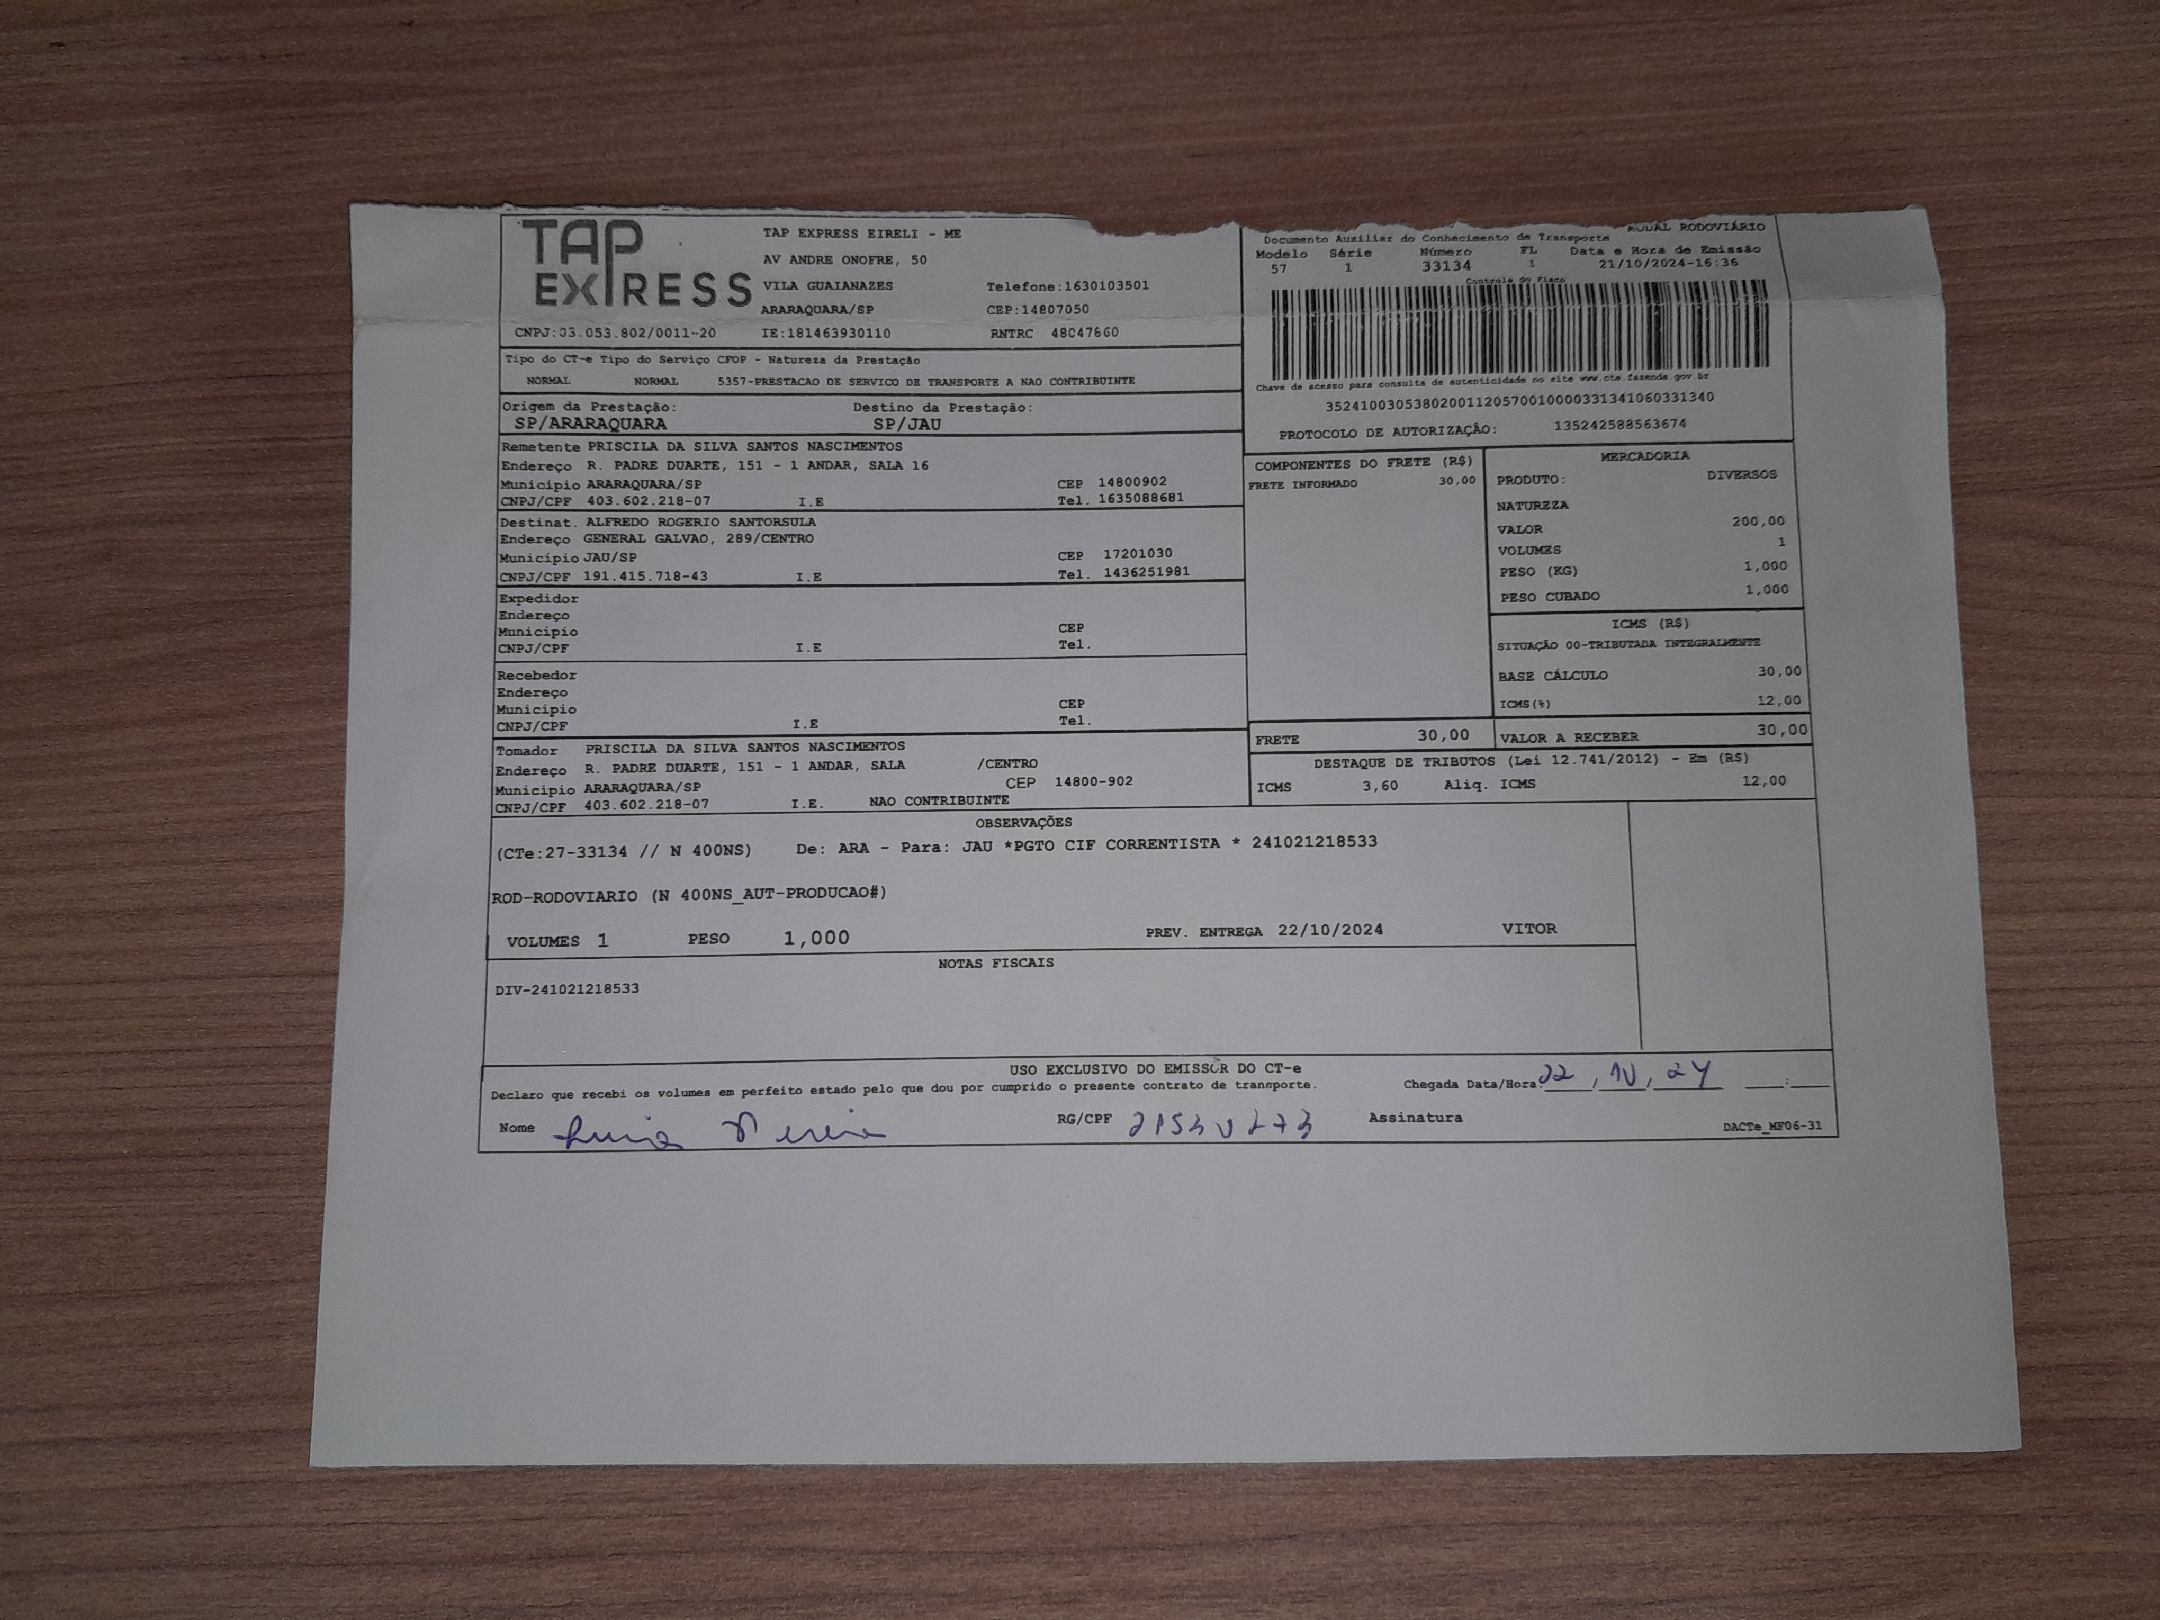 TAP EXPRESS
TAP EXPRESS EIRELI - ME
AV ANDRE ONOFRE, 50
VILA GUAIANAZES Telefone:1630103501
ARARAQUARA/SP CEP:14807050
CNPJ:03.053.802/0011-20 IE:181463930110 RNTRC 48047660
Tipo do CT-e Tipo do Serviço CFOP - Natureza da Prestação
NORMAL NORMAL 5357-PRESTACAO DE SERVICO DE TRANSPORTE A NAO CONTRIBUINTE
Origem da Prestação: Destino da Prestação:
SP/ARARAQUARA SP/JAU
Remetente PRISCILA DA SILVA SANTOS NASCIMENTOS
Endereço R. PADRE DUARTE, 151 - 1 ANDAR, SALA 16
Município ARARAQUARA/SP CEP 14800902
CNPJ/CPF 403.602.218-07 I.E Tel. 1635088681
Destinat. ALFREDO ROGERIO SANTORSULA
Endereço GENERAL GALVAO, 289/CENTRO
Município JAU/SP CEP 17201030
CNPJ/CPF 191.415.718-43 I.E Tel. 1436251981
Expedidor
Endereço
Município CEP
CNPJ/CPF I.E Tel.
Recebedor
Endereço
Município CEP
CNPJ/CPF I.E Tel.
Tomador PRISCILA DA SILVA SANTOS NASCIMENTOS
Endereço R. PADRE DUARTE, 151 - 1 ANDAR, SALA /CENTRO
Município ARARAQUARA/SP CEP 14800-902
CNPJ/CPF 403.602.218-07 I.E. NAO CONTRIBUINTE
MODAL RODOVIÁRIO
Documento Auxiliar do Conhecimento de Transporte
Modelo Série Número FL Data e Hora de Emissão
57 1 33134 1 21/10/2024-16:36
Controle do Fisco
Chave de acesso para consulta de autenticidade no site www.cte.fazenda.gov.br
35241003053802001120570010000331341060331340
PROTOCOLO DE AUTORIZAÇÃO: 135242588563674
COMPONENTES DO FRETE (R$)
FRETE INFORMADO 30,00
MERCADORIA
PRODUTO: DIVERSOS
NATUREZA
VALOR 200,00
VOLUMES 1
PESO (KG) 1,000
PESO CUBADO 1,000
ICMS (R$)
SITUAÇÃO 00-TRIBUTADA INTEGRALMENTE
BASE CÁLCULO 30,00
ICMS(%) 12,00
FRETE 30,00 VALOR A RECEBER 30,00
DESTAQUE DE TRIBUTOS (Lei 12.741/2012) - Em (R$)
ICMS 3,60 Aliq. ICMS 12,00
OBSERVAÇÕES
(CTe:27-33134 // N 400NS) De: ARA - Para: JAU *PGTO CIF CORRENTISTA * 241021218533
ROD-RODOVIARIO (N 400NS_AUT-PRODUCAO#)
VOLUMES 1 PESO 1,000 PREV. ENTREGA 22/10/2024 VITOR
NOTAS FISCAIS
DIV-241021218533
USO EXCLUSIVO DO EMISSOR DO CT-e
Declaro que recebi os volumes em perfeito estado pelo que dou por cumprido o presente contrato de transporte. Chegada Data/Hora: 22/10/24 __:__
Nome RG/CPF Assinatura
DACTe_MF06-31